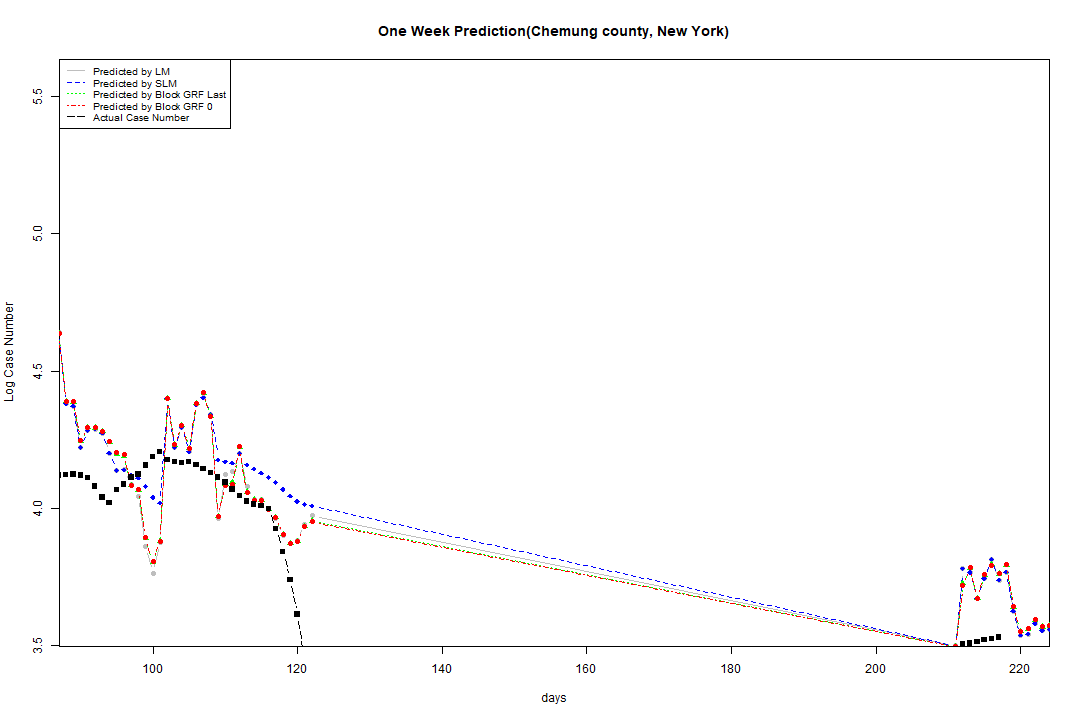 One Week Prediction(Chemung county, New York)
Predicted by LM
Predicted by SLM
Predicted by Block GRF Last
Predicted by Block GRF 0
Actual Case Number
5.5
5.0
4.5
4.0
3.5
Log Case Number
100 120 140 160 180 200 220
days